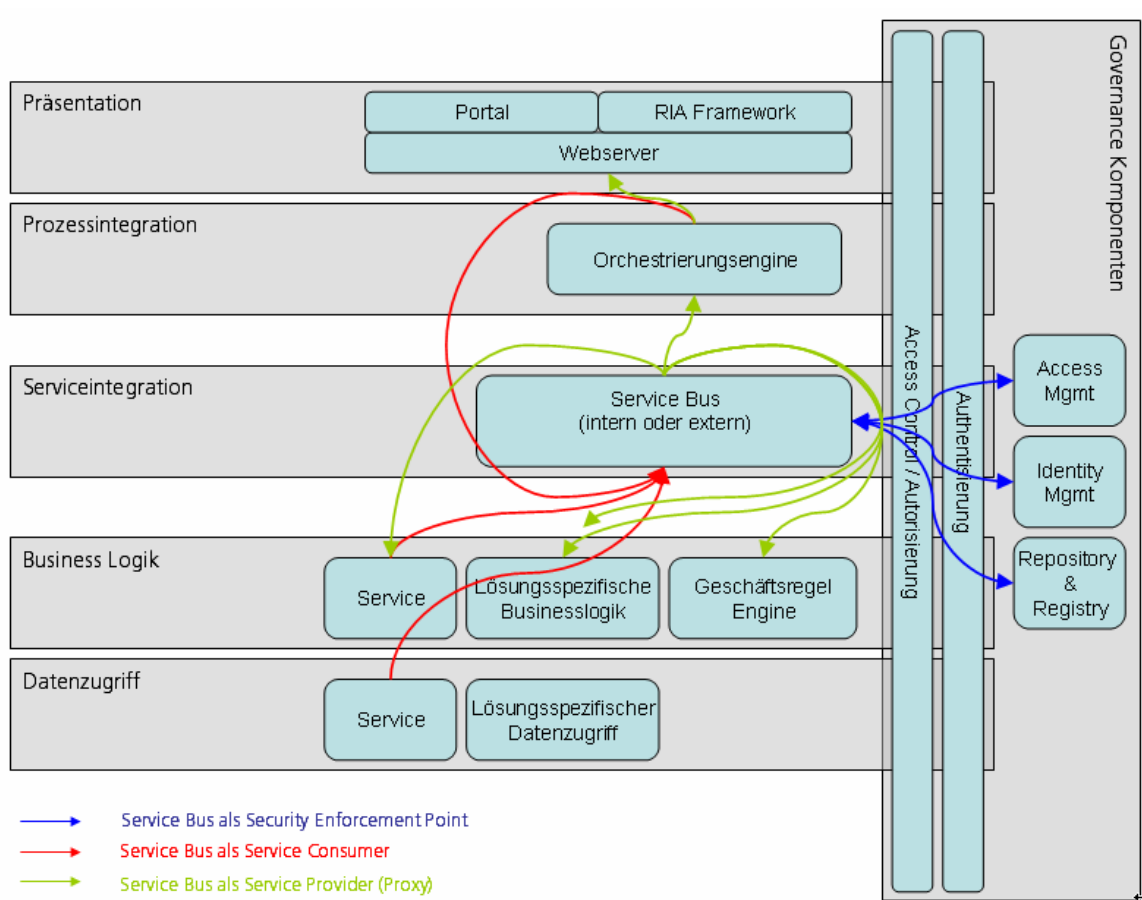 Governance Komponenten
Präsentation
Portal
RIA Framework
Webserver
Prozessintegration
Orchestrierungsengine
Access Control / Autorisierung
Authentisierung
Access
Mgmt
Serviceintegration
Service Bus
(intern oder extern)
Identity
Mgmt
Repository
&
Registry
Business Logik
Service
Lösungsspezifische
Businesslogik
Geschäftsregel
Engine
Datenzugriff
Service
Lösungsspezifischer
Datenzugriff
Service Bus als Security Enforcement Point
Service Bus als Service Consumer
Service Bus als Service Provider (Proxy)